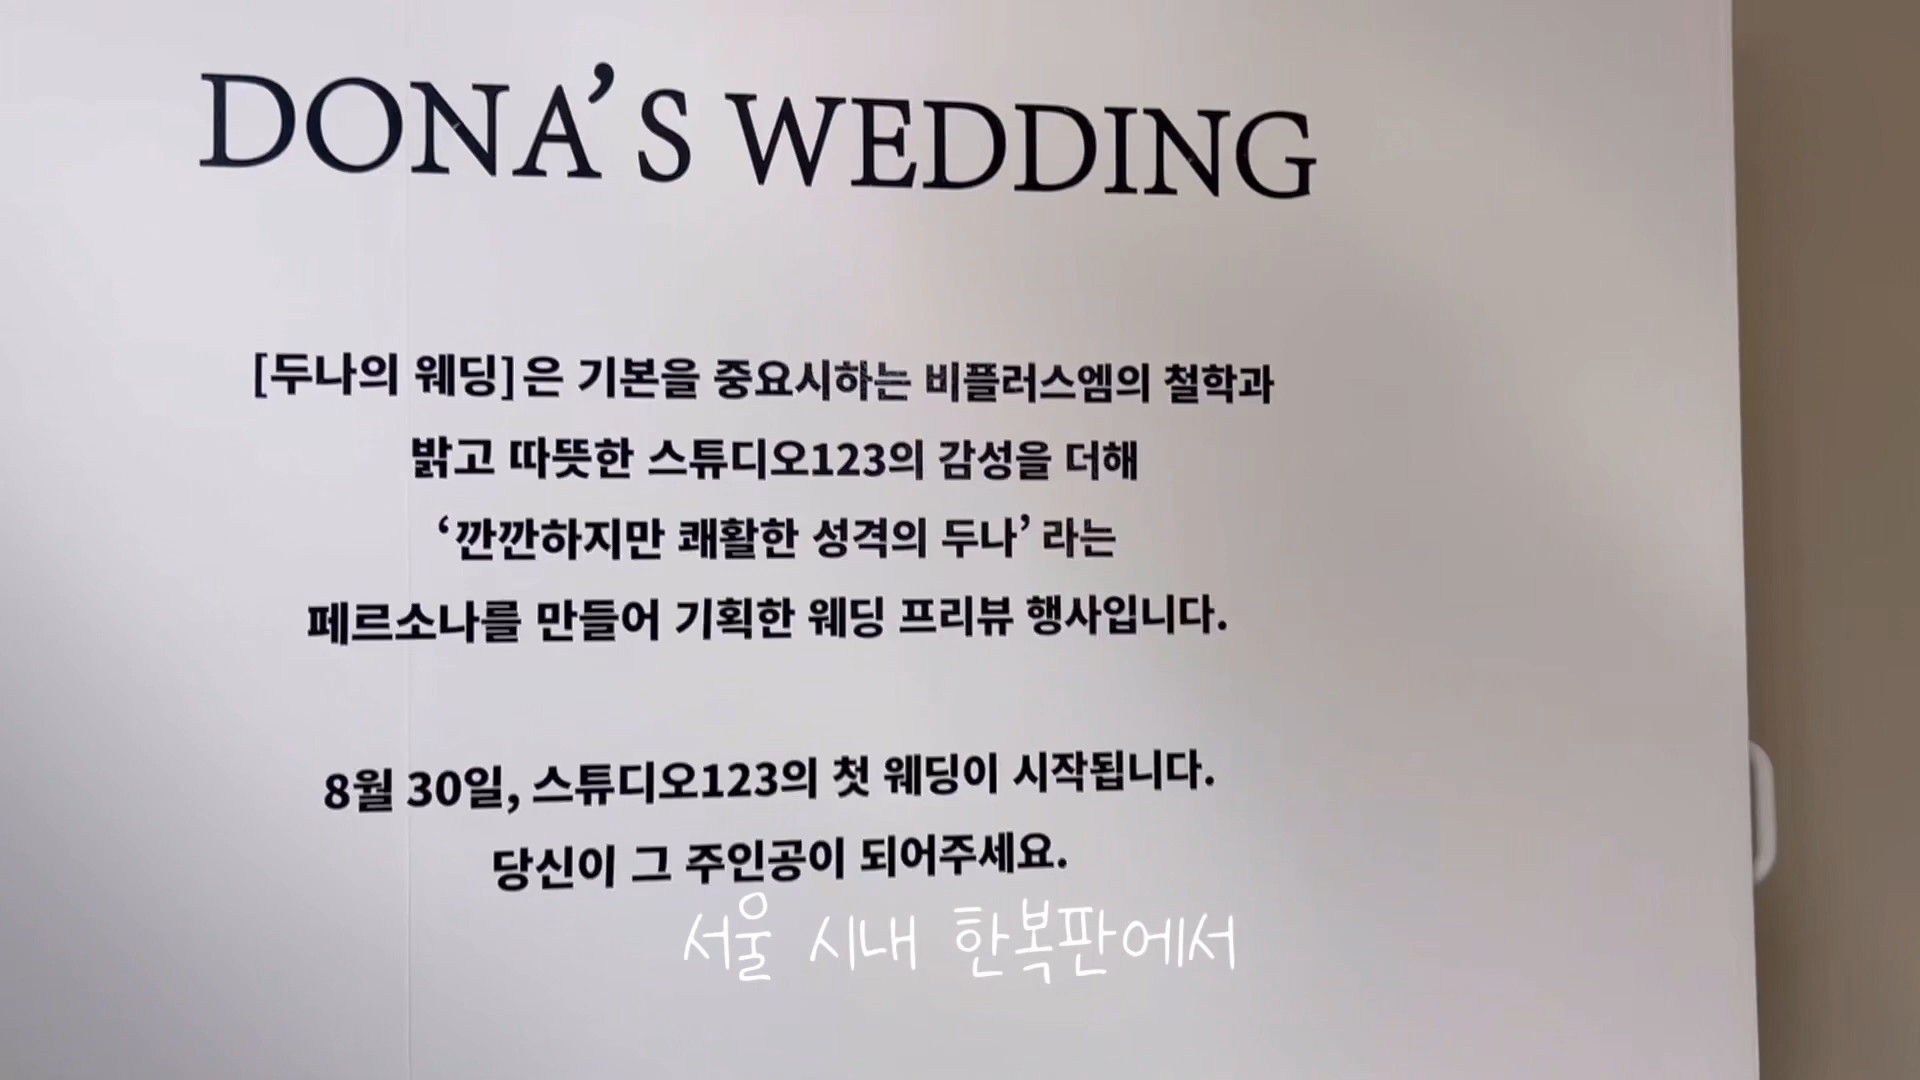 DONA'S WEDDING
[두나의 웨딩]은 기본을 중요시하는 비플러스엠의 철학과
밝고 따뜻한 스튜디오123의 감성을 더해
‘깐깐하지만 쾌활한 성격의 두나’ 라는
페르소나를 만들어 기획한 웨딩 프리뷰 행사입니다.
8월 30일, 스튜디오123의 첫 웨딩이 시작됩니다.
당신이 그 주인공이 되어주세요.
서울 시내 한복판에서